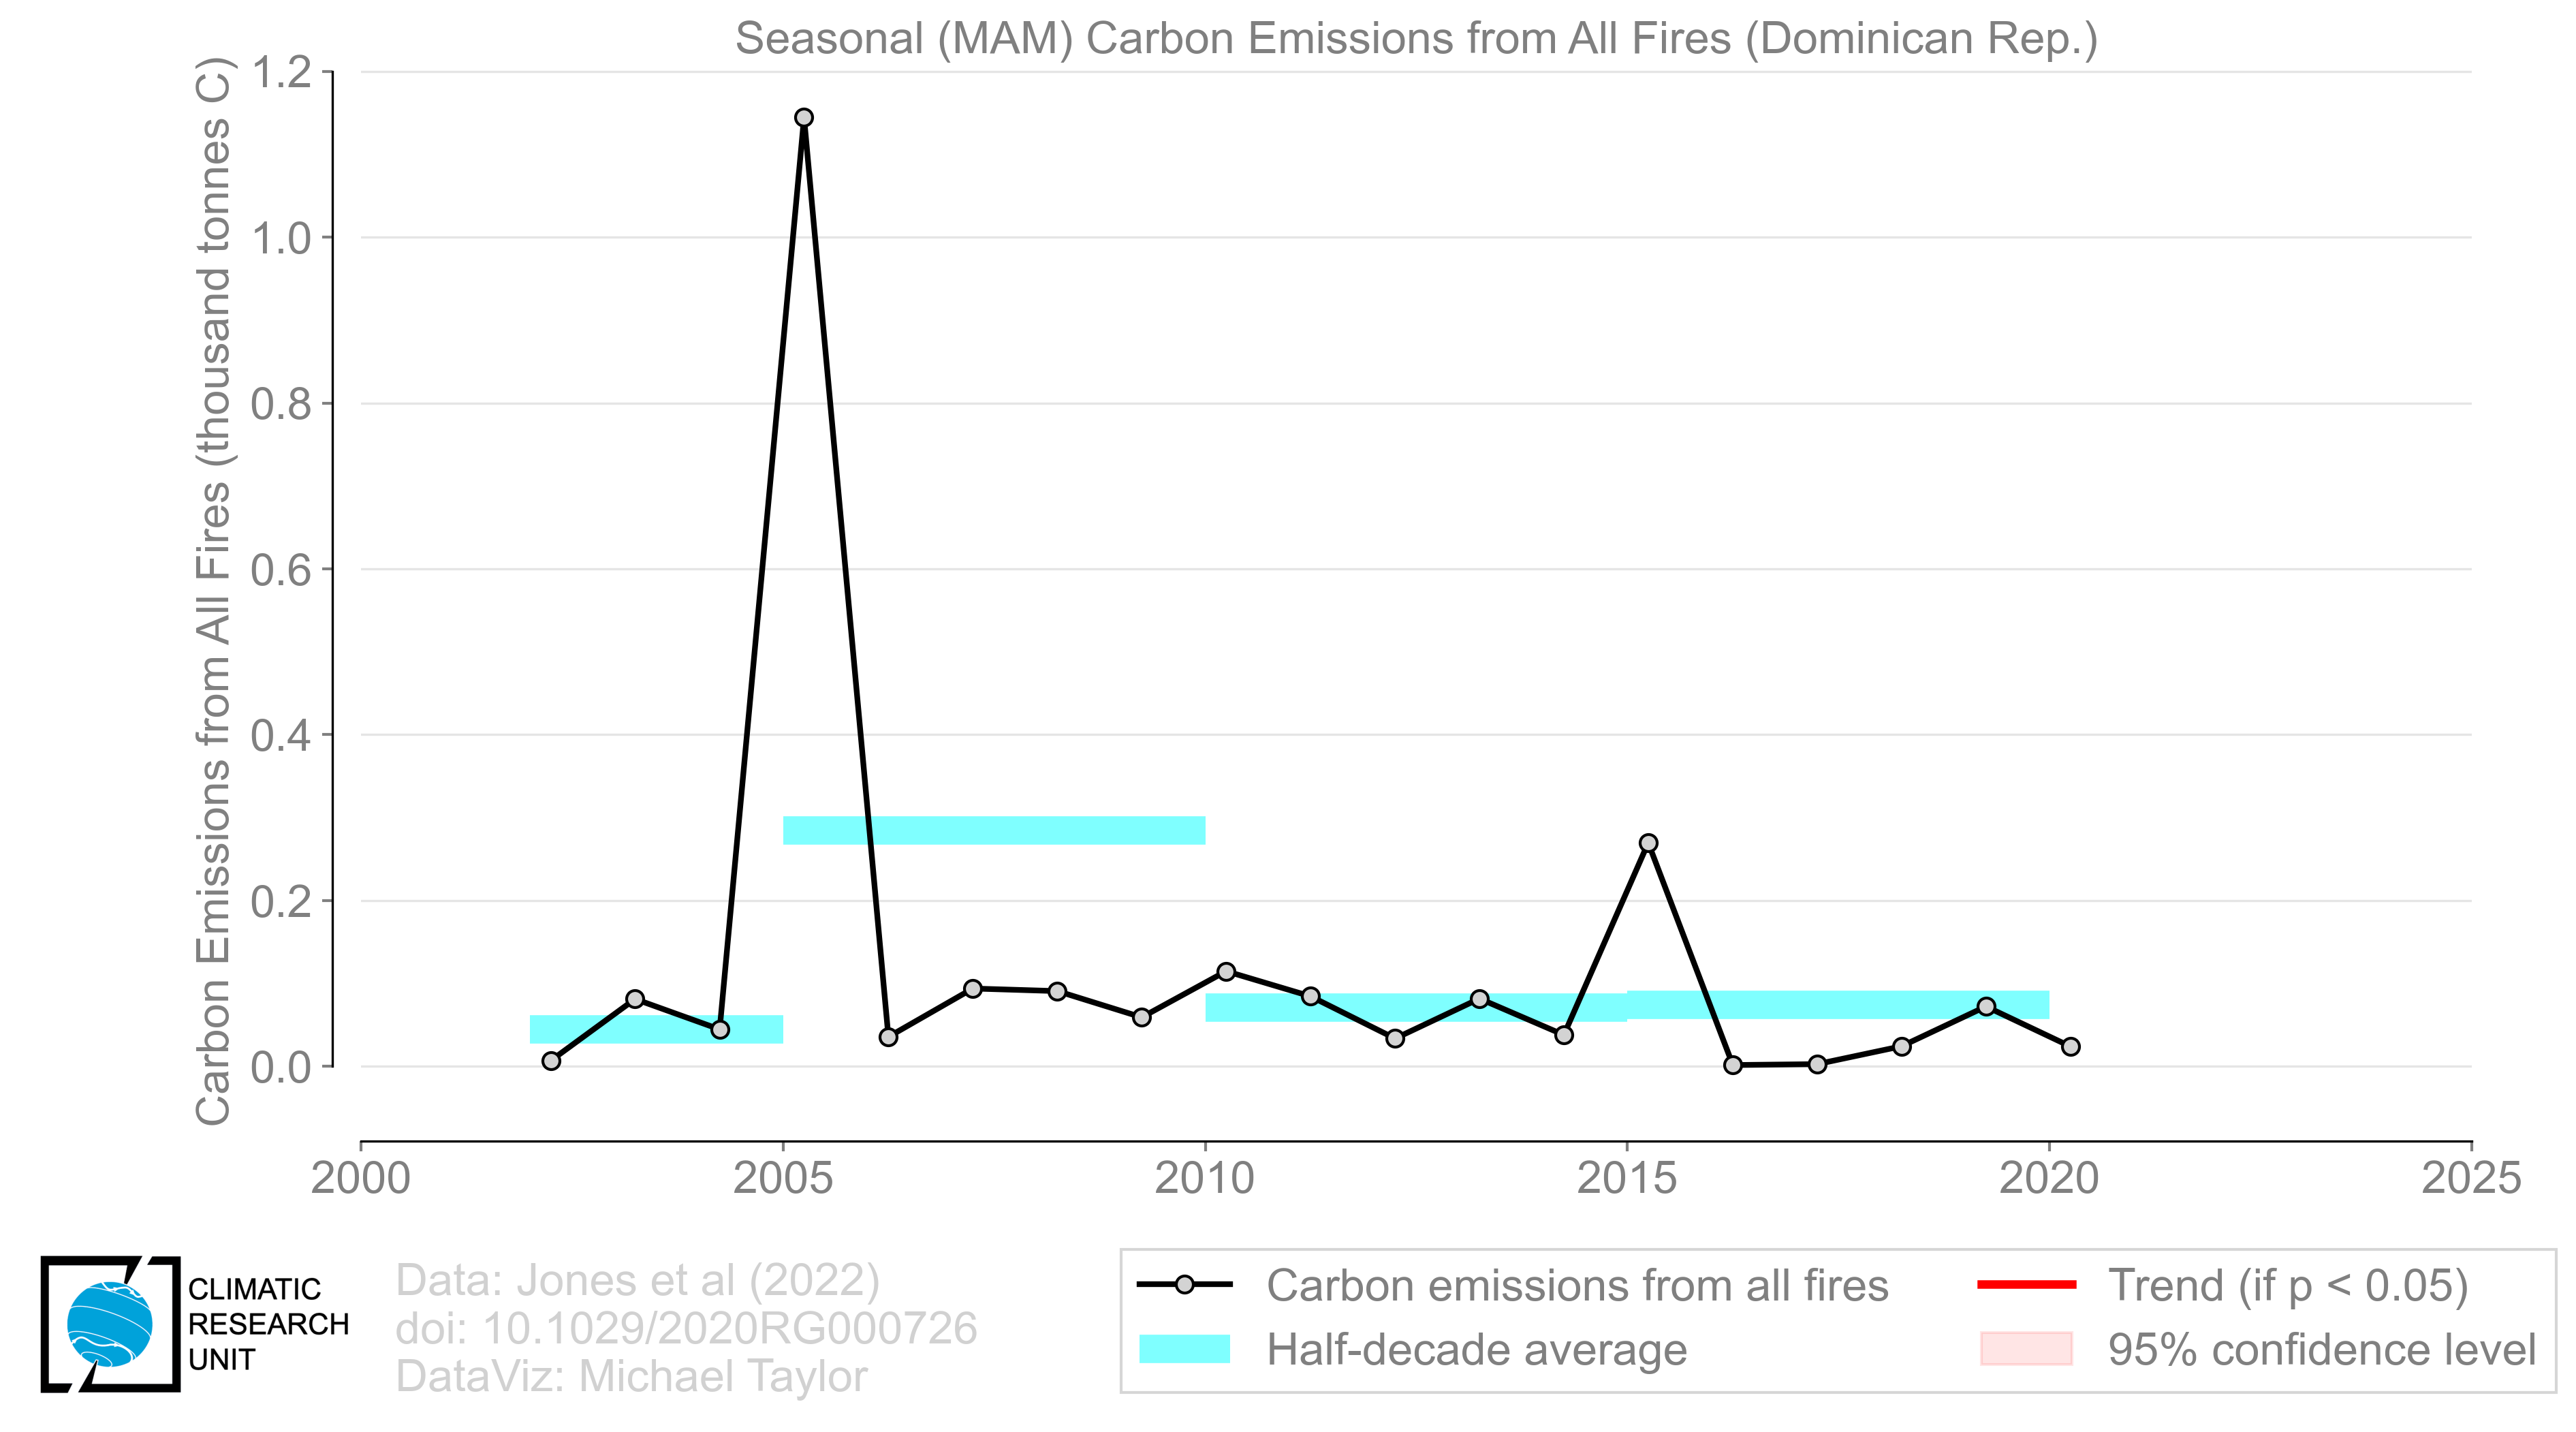 Seasonal (MAM) Carbon Emissions from All Fires (Dominican Rep.)
Carbon Emissions from All Fires (thousand tonnes C)
1.2
1.0
0.8
0.6
0.4
0.2
0.0
2000
2005
2010
2015
2020
2025
CLIMATIC
RESEARCH
UNIT
Data: Jones et al (2022)
doi: 10.1029/2020RG000726
DataViz: Michael Taylor
Carbon emissions from all fires
Half-decade average
Trend (if p < 0.05)
95% confidence level